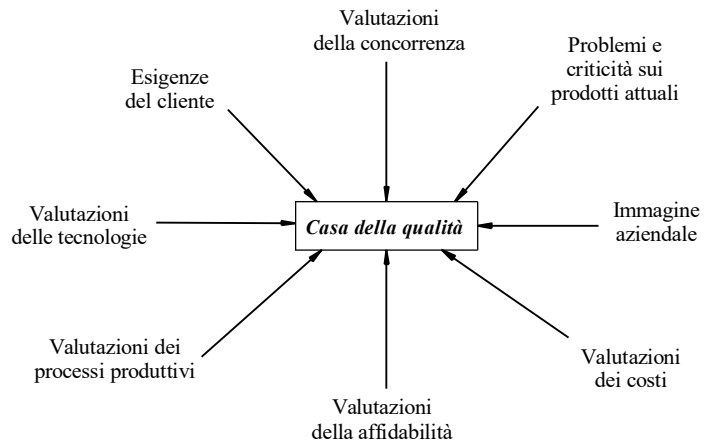 Valutazioni
della concorrenza
Problemi e
criticità sui
prodotti attuali
Esigenze
del cliente
Valutazioni
delle tecnologie
Casa della qualità
Immagine
aziendale
Valutazioni dei
processi produttivi
Valutazioni
dei costi
Valutazioni
della affidabilità